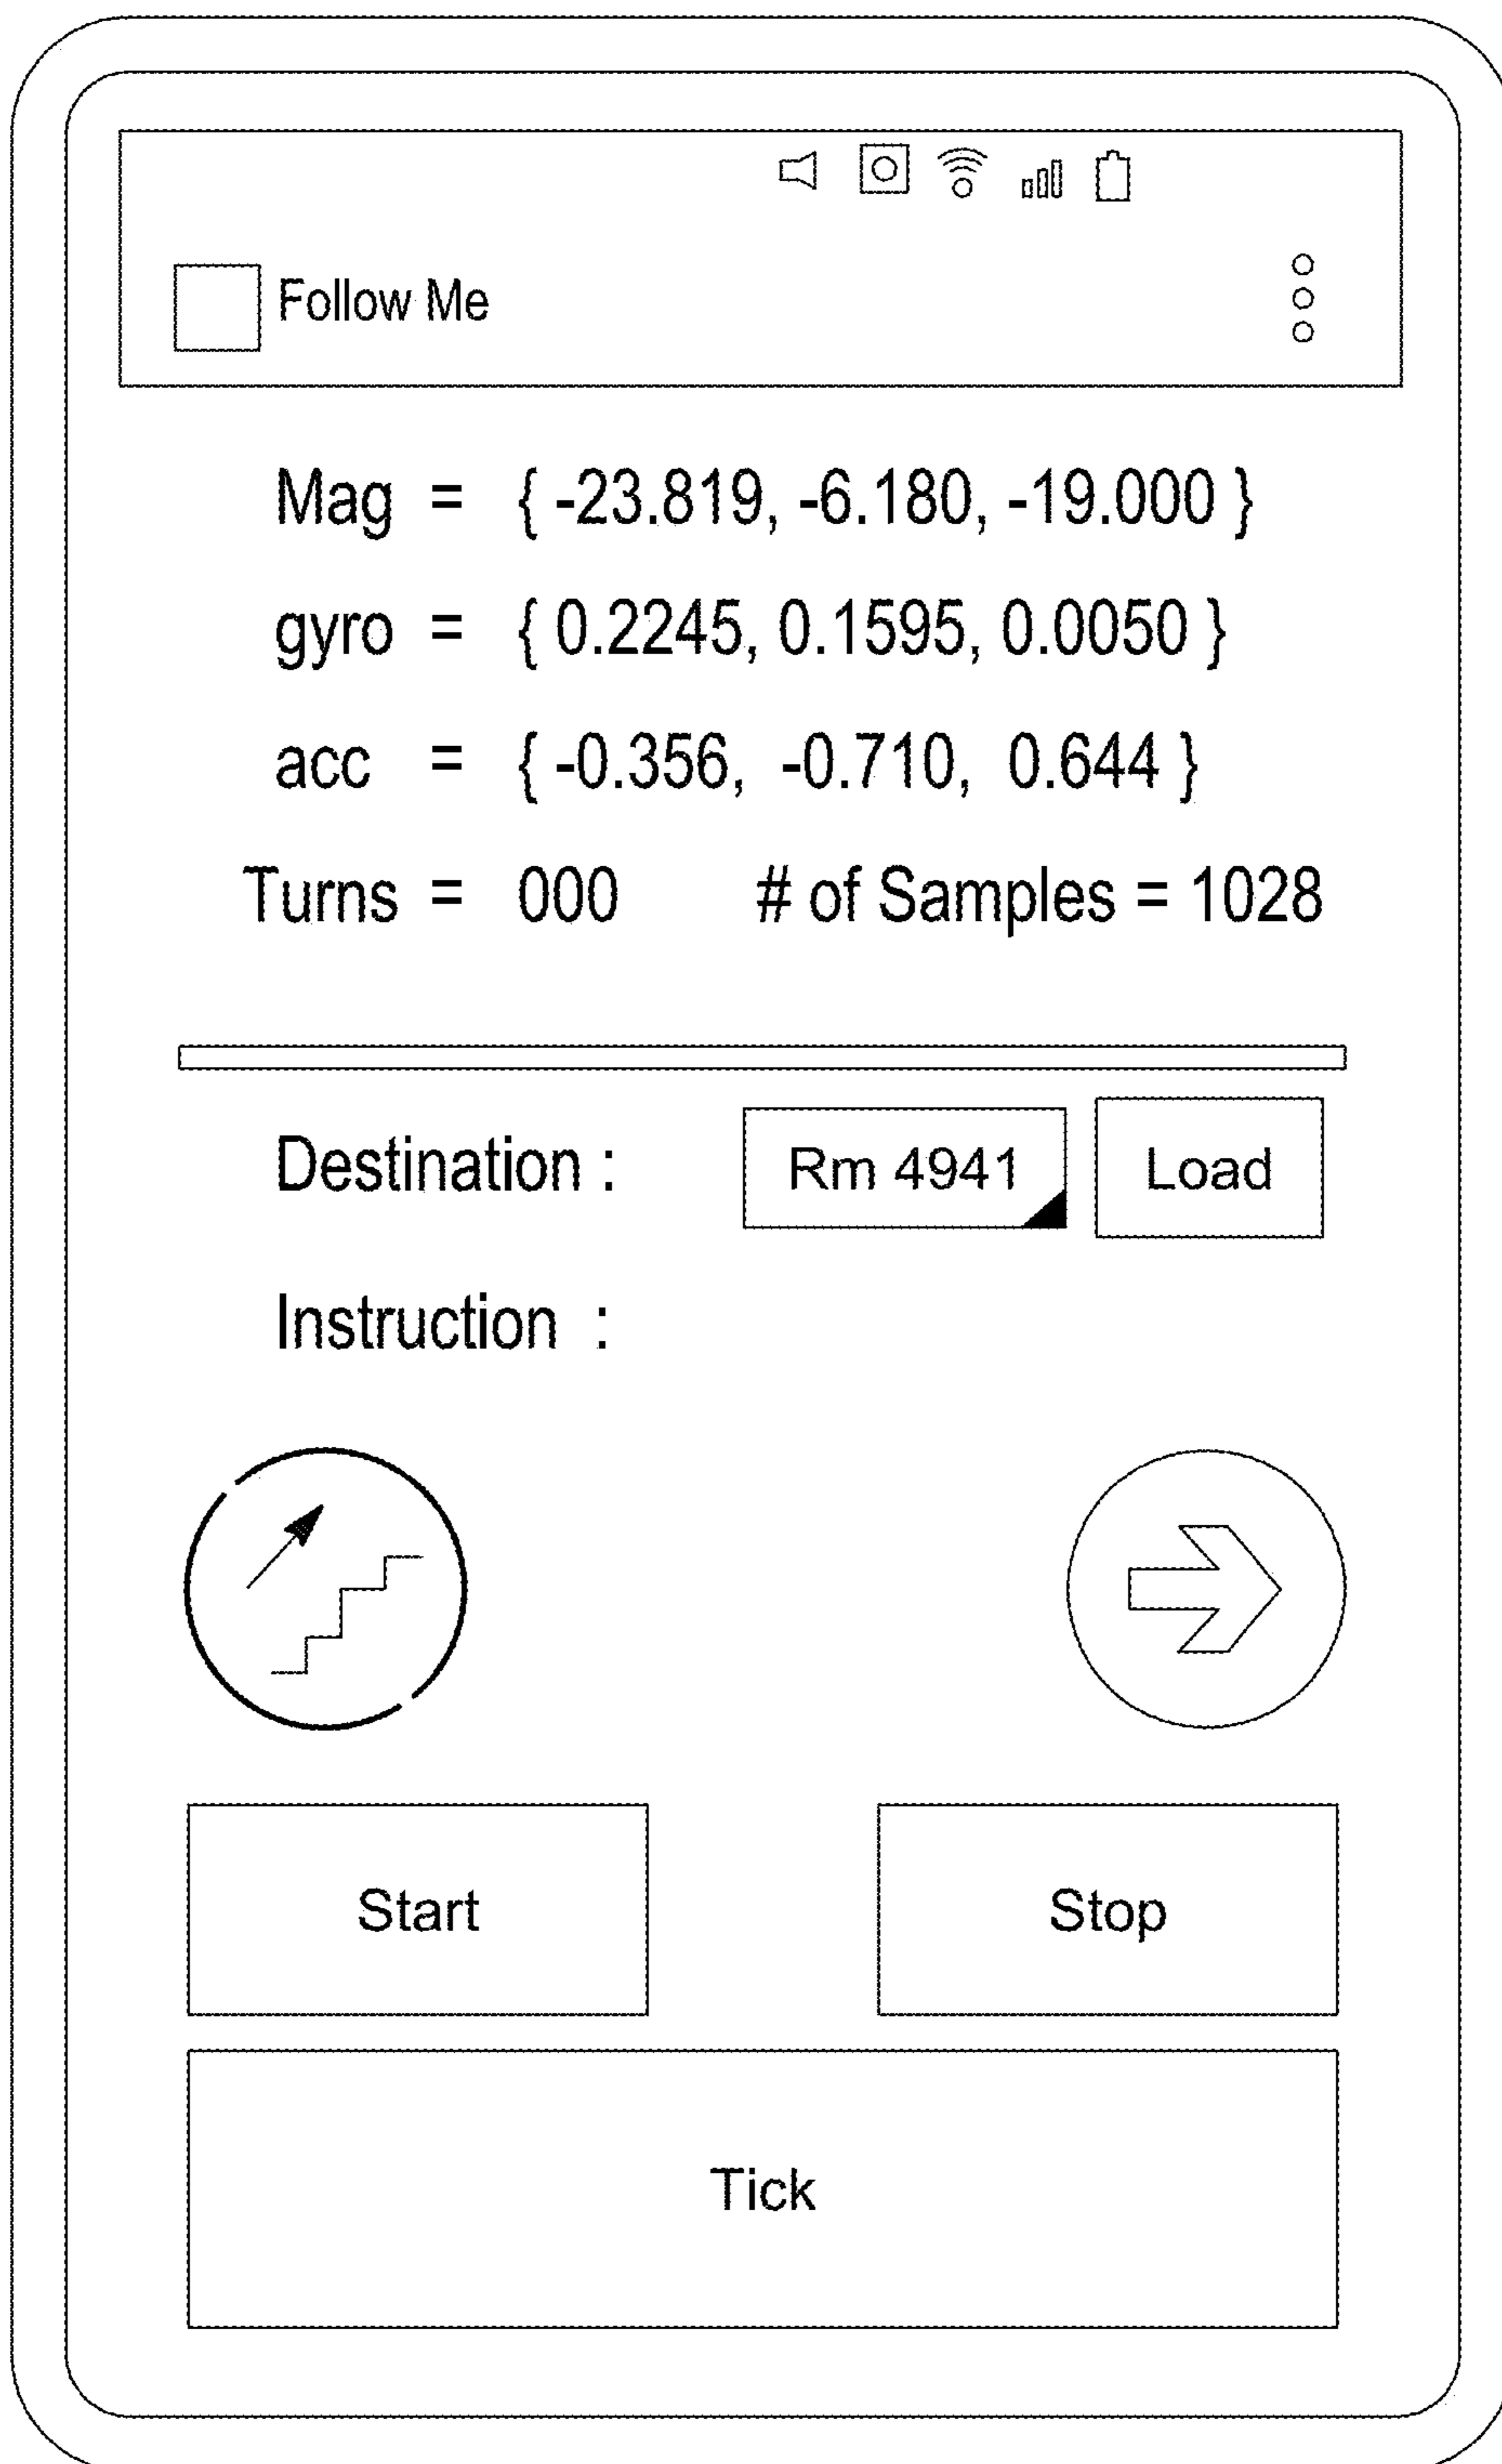 Follow Me
Mag = { -23.819, -6.180, -19.000 }
gyro = { 0.2245, 0.1595, 0.0050 }
acc = { -0.356, -0.710, 0.644 }
Turns = 000 # of Samples = 1028
Destination : Rm 4941 Load
Instruction :
Start Stop
Tick